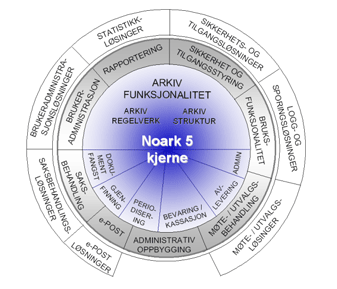 STATISTIKK-
LØSINGER
SIKKERHETS- OG
TILGANGSLØSNINGER
BRUKERADMINISTRA-
SJONSLØSNINGER
LOGG- OG
SPORINGSLØSNINGER
RAPPORTERING
SIKKERHET OG
TILGANGSSTYRING
BRUKER-
ADMINISTRASJON
BRUKS-
FUNKSJONALITET
ARKIV
FUNKSJONALITET
ARKIV
REGELVERK
ARKIV
STRUKTUR
Noark 5
kjerne
DOKU-
MENT
FANGST
GJEN-
FINNING
PERIO-
DISER-
ING
BEVARING /
KASSASJON
AV-
LEVERING
ADMIN.
SAKS-
BEHANDLING
e-POST
ADMINISTRATIV
OPPBYGGING
MØTE- / UTVALGS-
BEHANDLING
SAKSBEHANDLINGS-
LØSNINGER
e-POST
LØSNINGER
MØTE- / UTVALGS-
LØSINGER